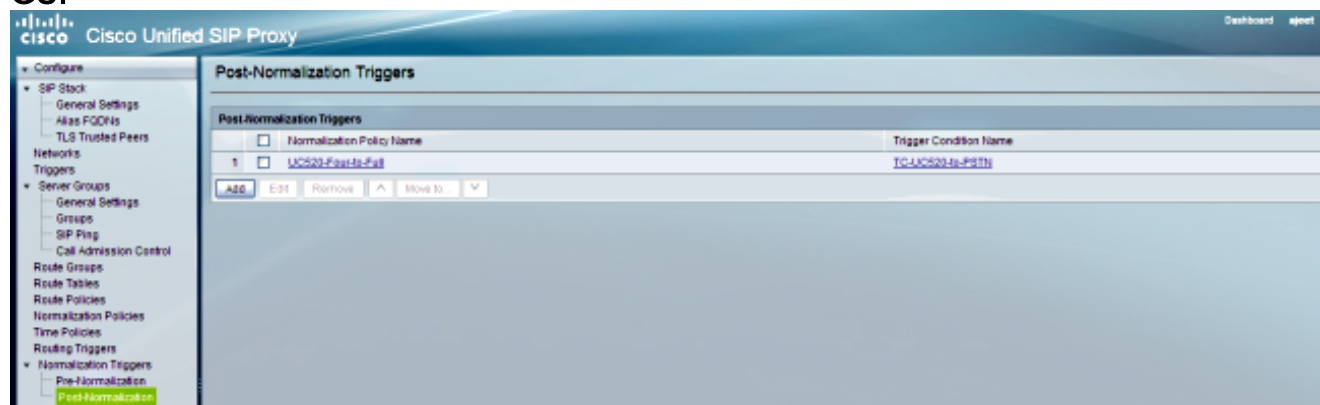 cisco Cisco Unified SIP Proxy
Dashboard ajeet
Configure
SIP Stack
General Settings
Alias FQDNs
TLS Trusted Peers
Networks
Triggers
Server Groups
General Settings
Groups
SIP Ping
Call Admission Control
Route Groups
Route Tables
Route Policies
Normalization Policies
Time Policies
Routing Triggers
Normalization Triggers
Pre-Normalization
Post-Normalization
Post-Normalization Triggers
Post-Normalization Triggers
Normalization Policy Name Trigger Condition Name
1 UC520-Four-to-Full TC-UC520-to-PSTN
Add Edit Remove Move to...